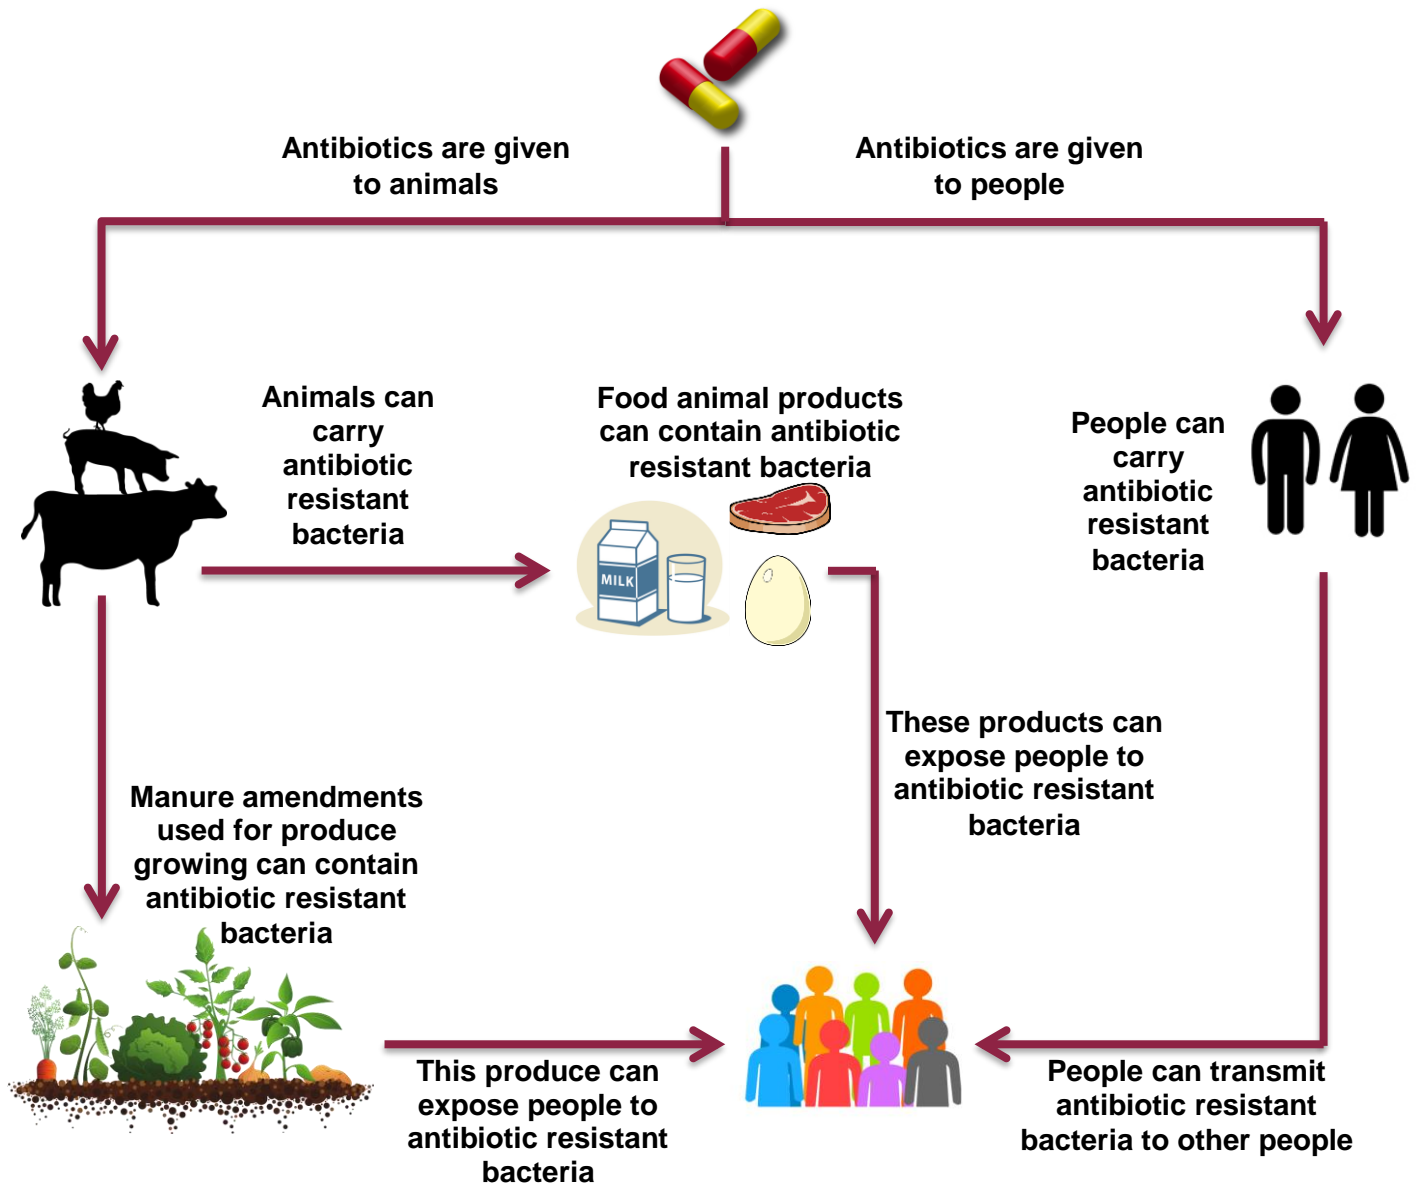 Antibiotics are given
to animals
Antibiotics are given
to people
Animals can
carry
antibiotic
resistant
bacteria
Food animal products
can contain antibiotic
resistant bacteria
MILK
People can
carry
antibiotic
resistant
bacteria
These products can
expose people to
antibiotic resistant
bacteria
Manure amendments
used for produce
growing can contain
antibiotic resistant
bacteria
This produce can
expose people to
antibiotic resistant
bacteria
People can transmit
antibiotic resistant
bacteria to other people